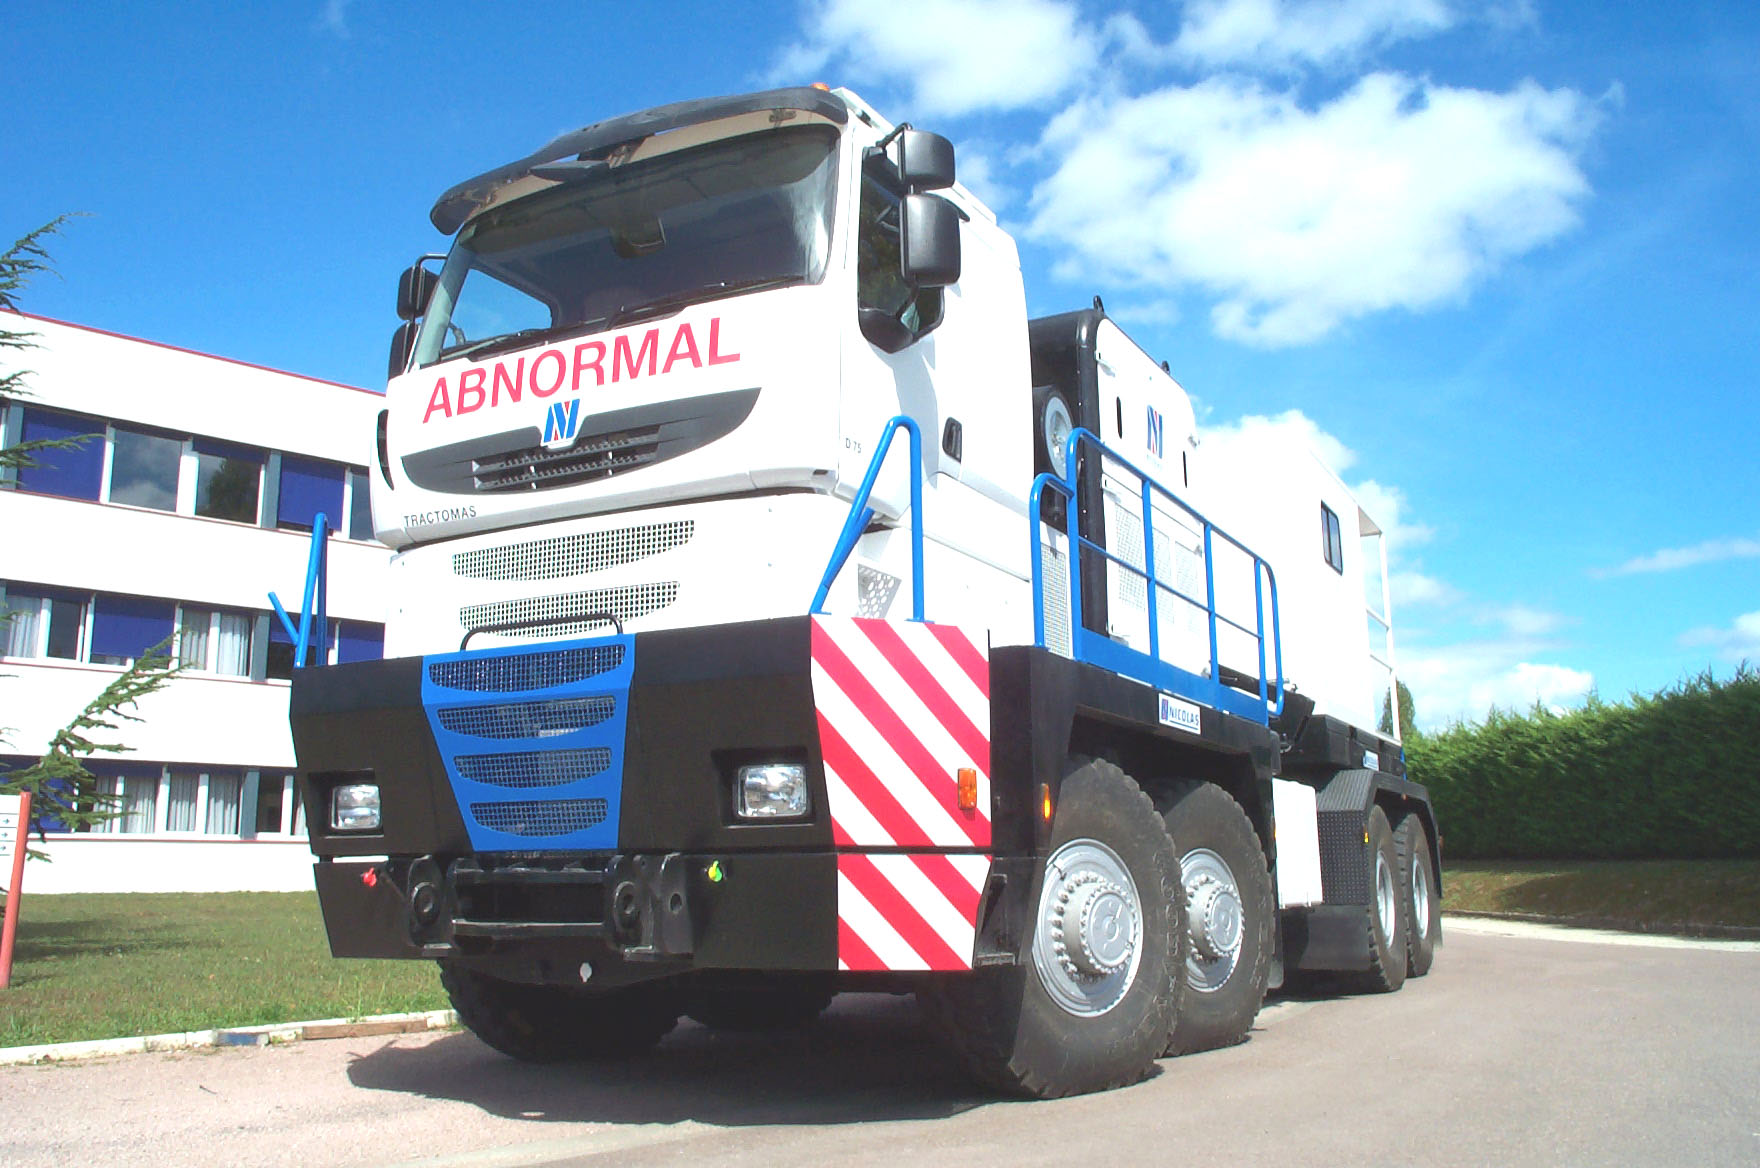 ABNORMAL
N
D 75
TRACTOMAS
N
NICOLAS